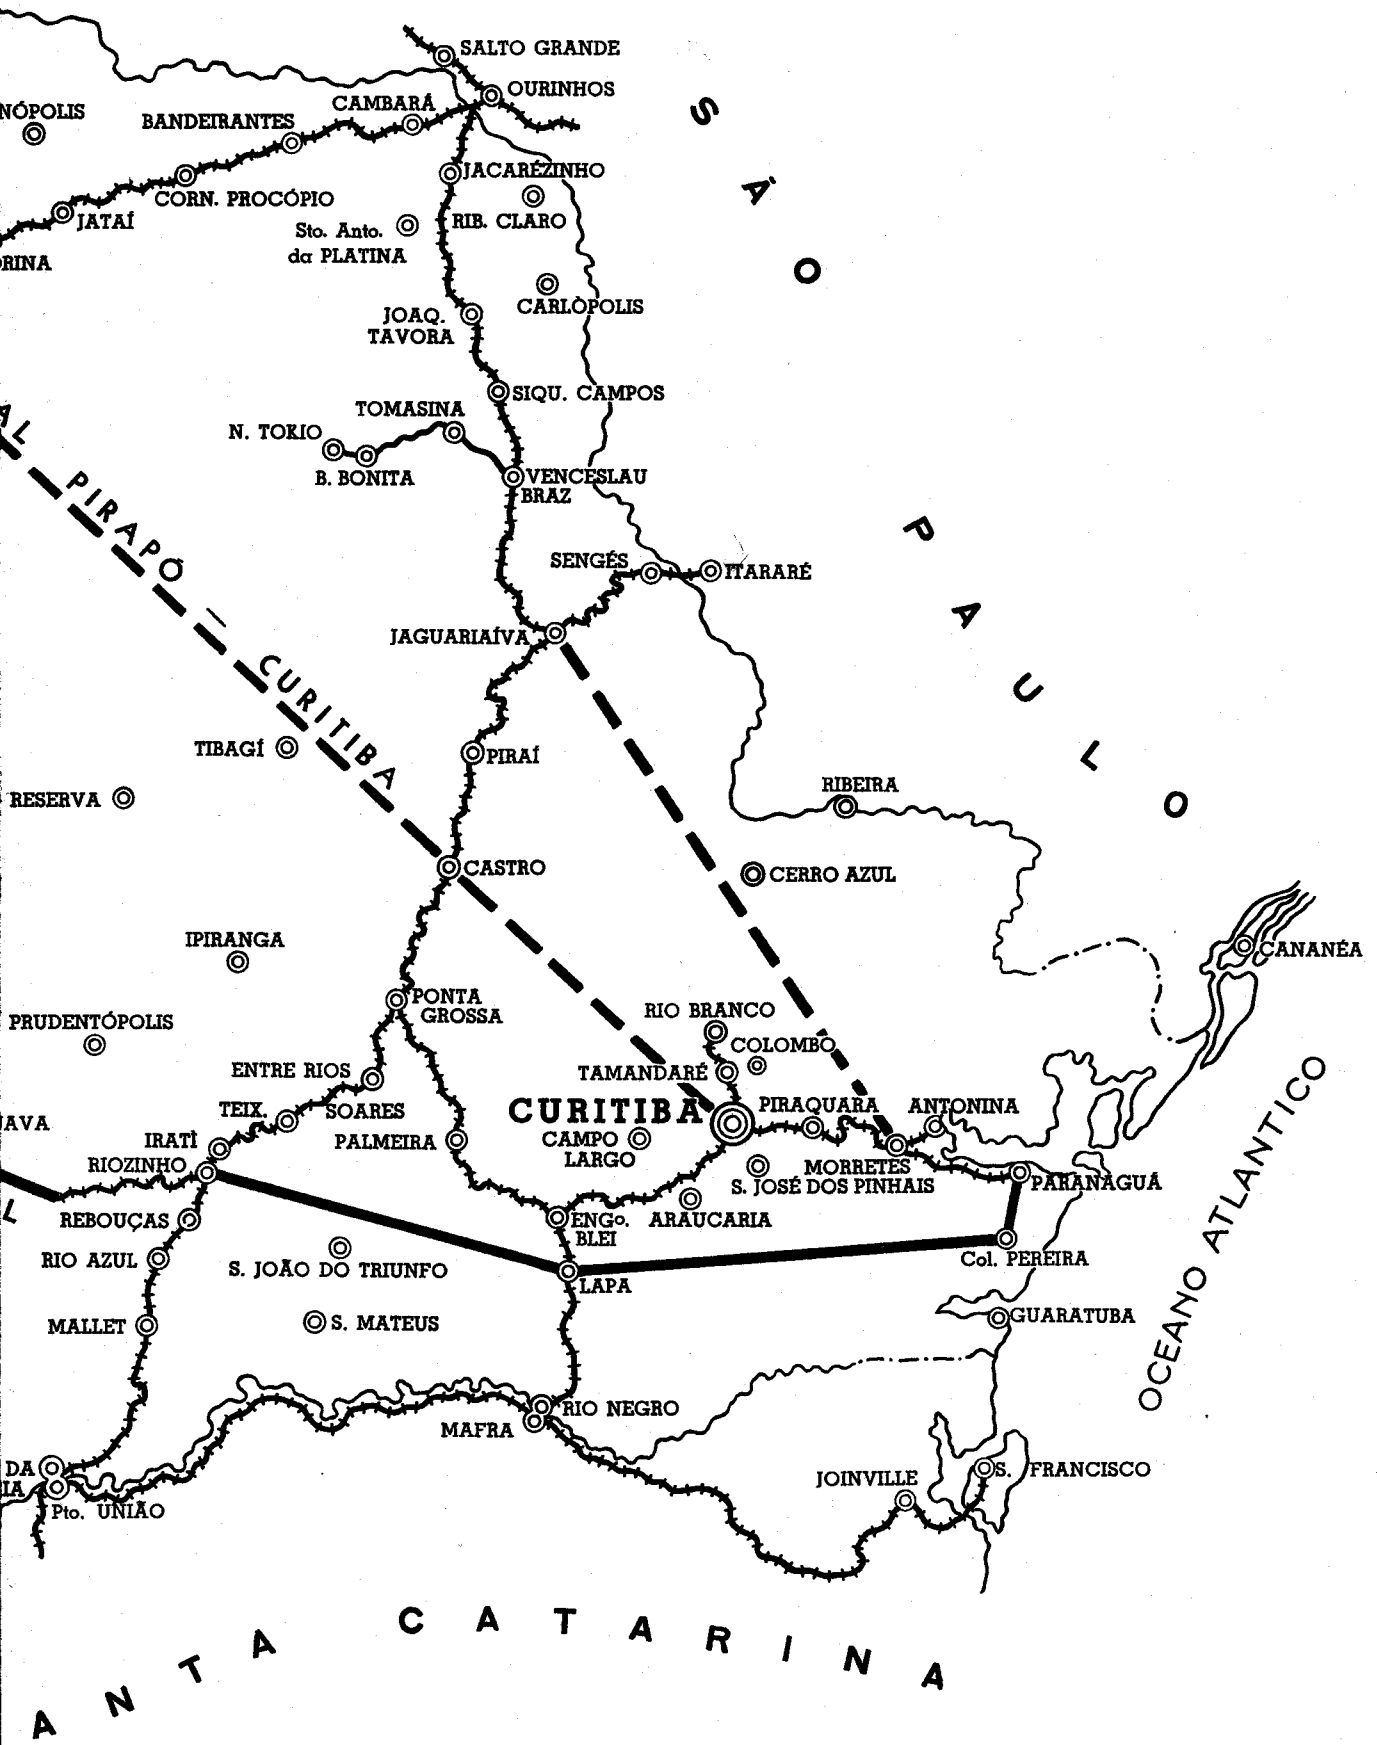 SALTO GRANDE
OURINHOS
CAMBARÁ
NÓPOLIS
BANDEIRANTES
JACARÉZINHO
CORN. PROCÓPIO
JATAÍ
RIB. CLARO
Sto. Anto.
da PLATINA
RINA
CARLÓPOLIS
JOAQ.
TAVORA
SIQU. CAMPOS
TOMASINA
N. TOKIO
B. BONITA
VENCESLAU
BRAZ
AL PIRAPÓ — CURITIBA
SENGÉS
ITARARÉ
JAGUARIAÍVA
SÃO PAULO
TIBAGÍ
PIRAÍ
RESERVA
RIBEIRA
CASTRO
CERRO AZUL
IPIRANGA
CANANÉA
PONTA
GROSSA
RIO BRANCO
PRUDENTÓPOLIS
COLOMBO
ENTRE RIOS
TAMANDARÉ
TEIX. SOARES
CURITIBA
PIRAQUARA
ANTONINA
AVA
IRATÍ
PALMEIRA
CAMPO
LARGO
RIOZINHO
MORRETES
S. JOSÉ DOS PINHAIS
PARANAGUÁ
L
REBOUÇAS
ENGº.
BLEI
ARAUCARIA
OCEANO ATLANTICO
RIO AZUL
S. JOÃO DO TRIUNFO
LAPA
Col. PEREIRA
MALLET
S. MATEUS
GUARATUBA
RIO NEGRO
MAFRA
DA
IA
JOINVILLE
S. FRANCISCO
Pto. UNIÃO
ANTA CATARINA